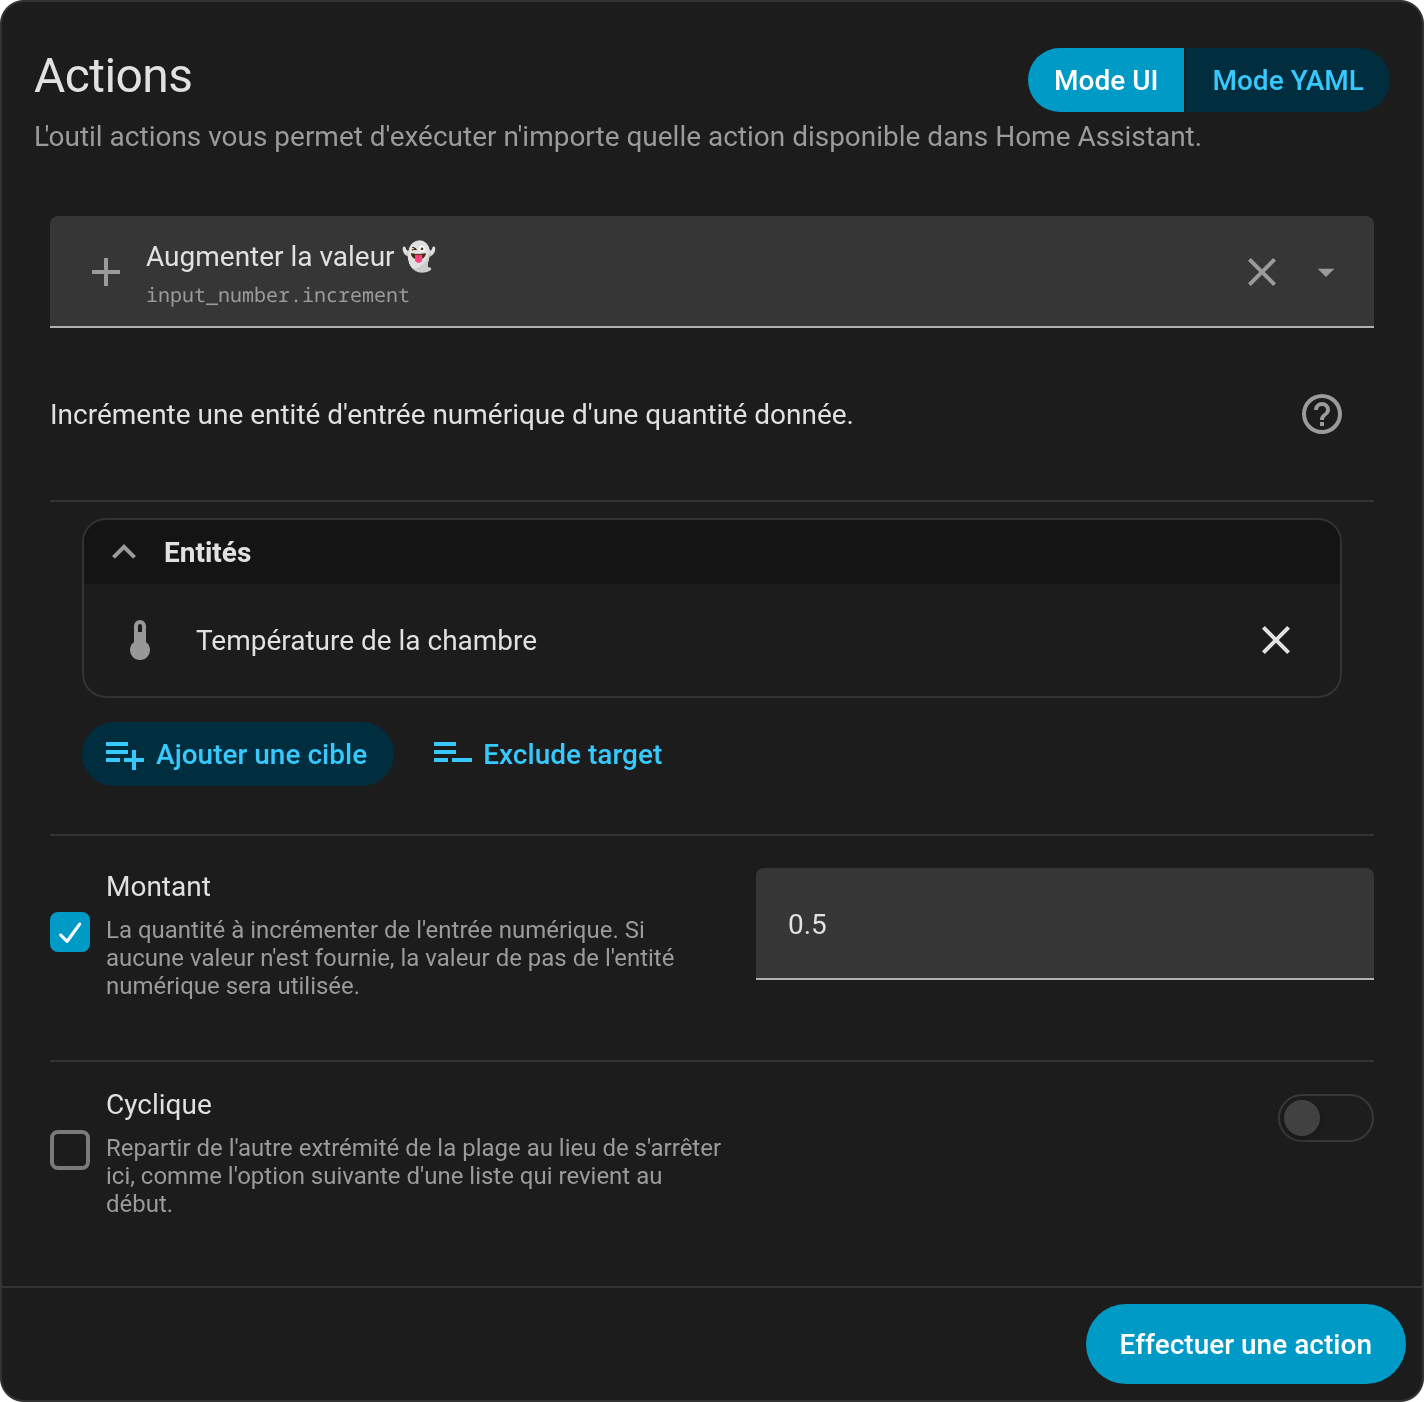 Actions
Mode UI
Mode YAML
L'outil actions vous permet d'exécuter n'importe quelle action disponible dans Home Assistant.
Augmenter la valeur 👻
input_number.increment
Incrémente une entité d'entrée numérique d'une quantité donnée.
Entités
Température de la chambre
Ajouter une cible
Exclude target
Montant
La quantité à incrémenter de l'entrée numérique. Si
aucune valeur n'est fournie, la valeur de pas de l'entité
numérique sera utilisée.
0.5
Cyclique
Repartir de l'autre extrémité de la plage au lieu de s'arrêter
ici, comme l'option suivante d'une liste qui revient au
début.
Effectuer une action